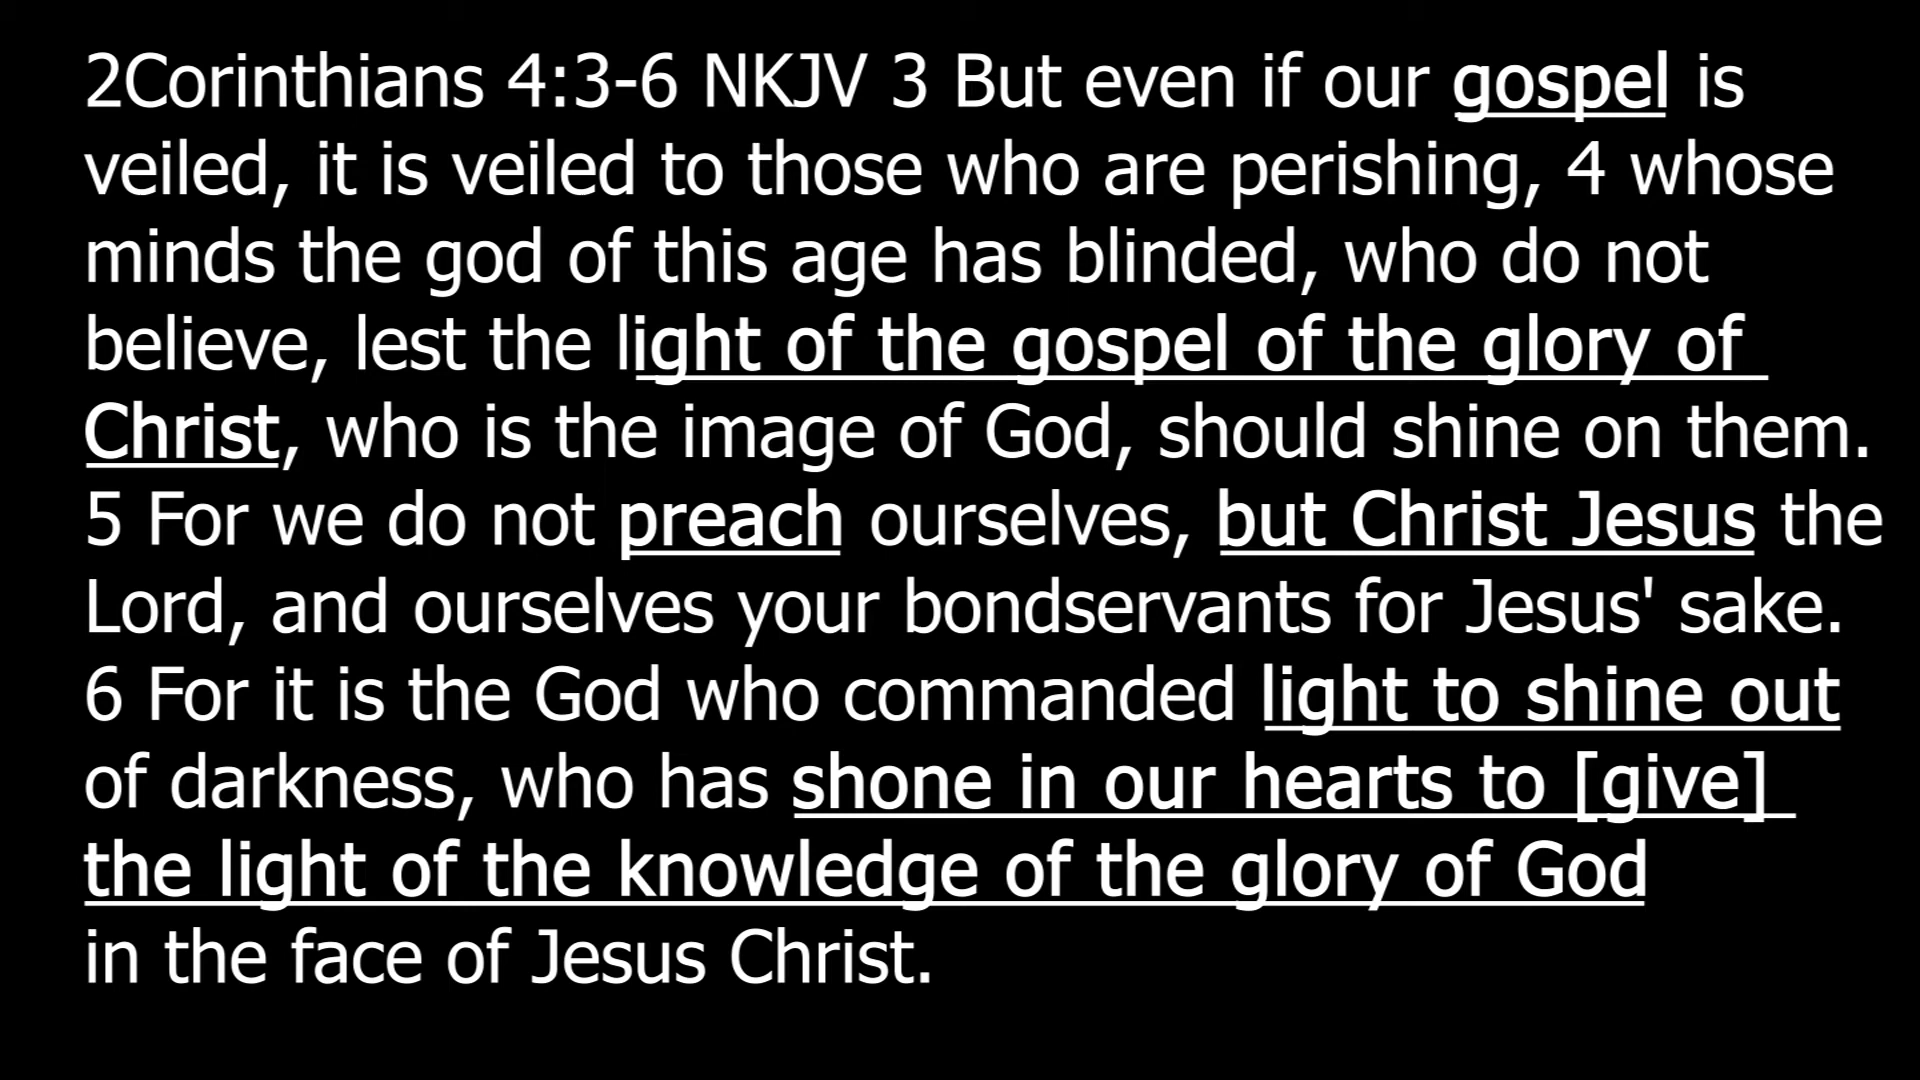 2Corinthians 4:3-6 NKJV 3 But even if our gospel is
veiled, it is veiled to those who are perishing, 4 whose
minds the god of this age has blinded, who do not
believe, lest the light of the gospel of the glory of
Christ, who is the image of God, should shine on them.
5 For we do not preach ourselves, but Christ Jesus the
Lord, and ourselves your bondservants for Jesus' sake.
6 For it is the God who commanded light to shine out
of darkness, who has shone in our hearts to [give]
the light of the knowledge of the glory of God
in the face of Jesus Christ.